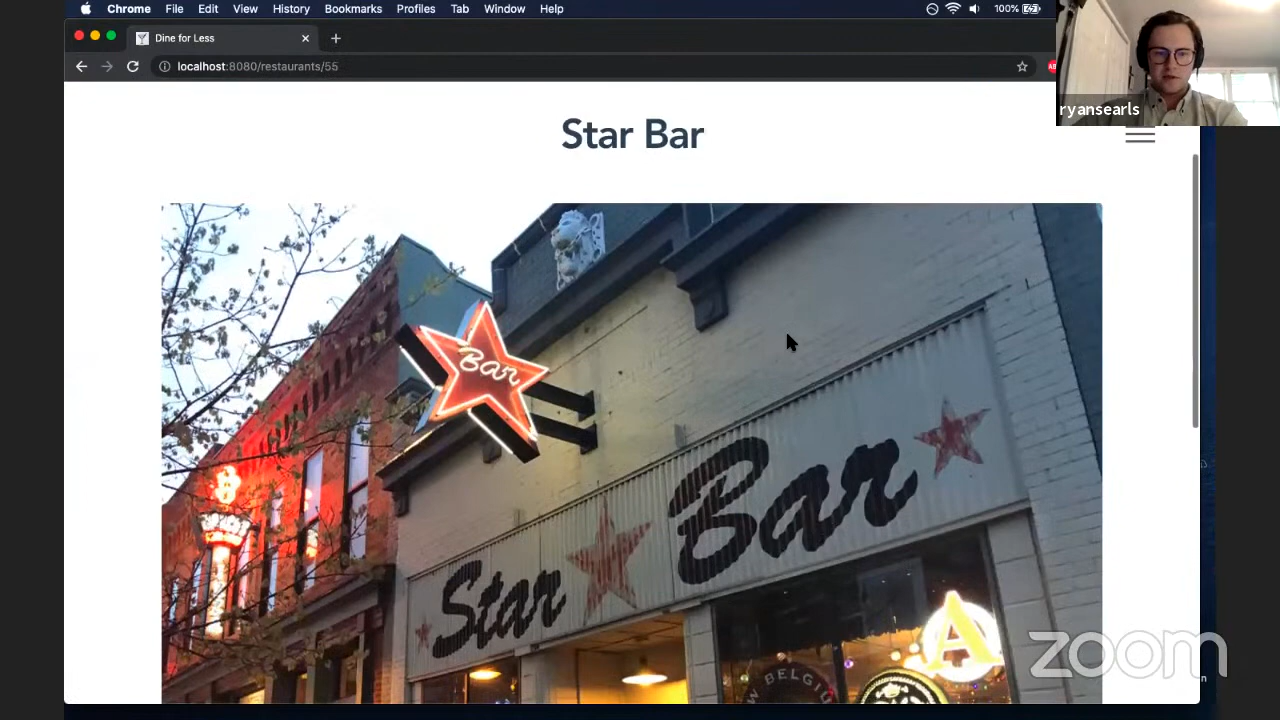 Chrome File Edit View History Bookmarks Profiles Tab Window Help 100%
Dine for Less
localhost:8080/restaurants/55
ryansearls
Star Bar
Bar
Star Bar
A
BELGIU
zoom